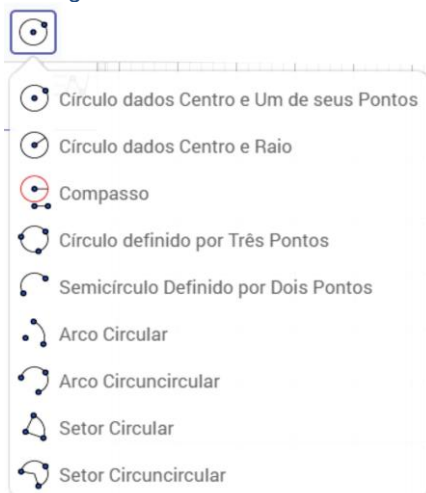 Círculo dados Centro e Um de seus Pontos
Círculo dados Centro e Raio
Compasso
Círculo definido por Três Pontos
Semicírculo Definido por Dois Pontos
Arco Circular
Arco Circuncircular
Setor Circular
Setor Circuncircular